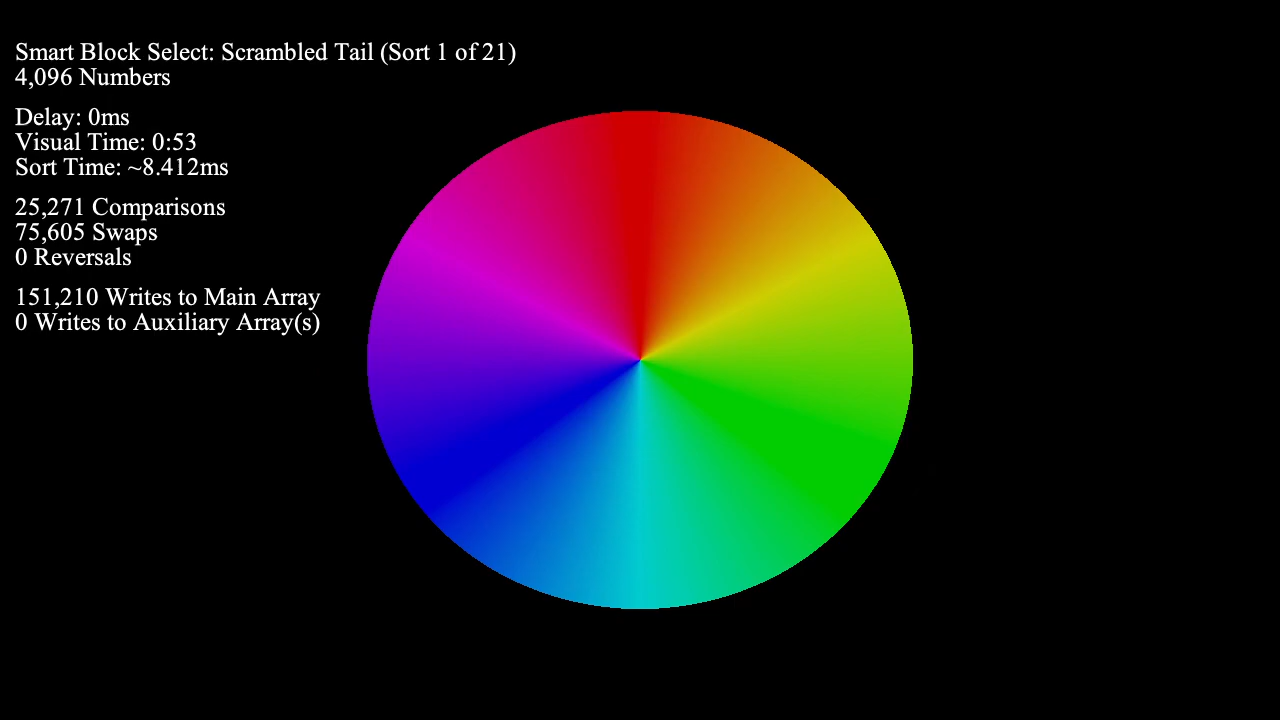 Smart Block Select: Scrambled Tail (Sort 1 of 21)
4,096 Numbers
Delay: 0ms
Visual Time: 0:53
Sort Time: ~8.412ms
25,271 Comparisons
75,605 Swaps
0 Reversals
151,210 Writes to Main Array
0 Writes to Auxiliary Array(s)